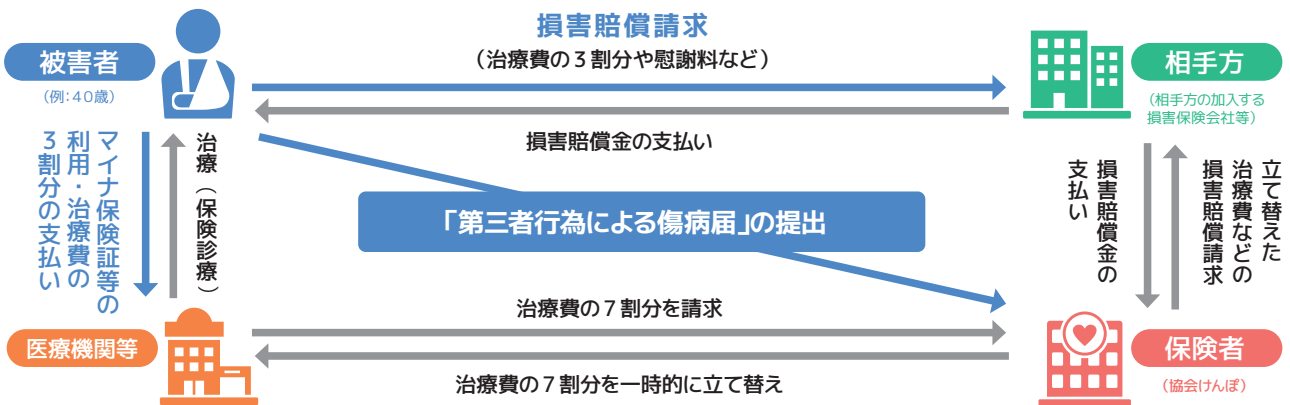 損害賠償請求
（治療費の３割分や慰謝料など）
被害者
（例：４０歳）
相手方
（相手方の加入する
損害保険会社等）
損害賠償金の支払い
マイナ保険証等の
利用・治療費の
３割分の支払い
治療（保険診療）
「第三者行為による傷病届」の提出
損害賠償金の
支払い
立て替えた
治療費などの
損害賠償請求
治療費の７割分を請求
医療機関等
保険者
（協会けんぽ）
治療費の７割分を一時的に立て替え